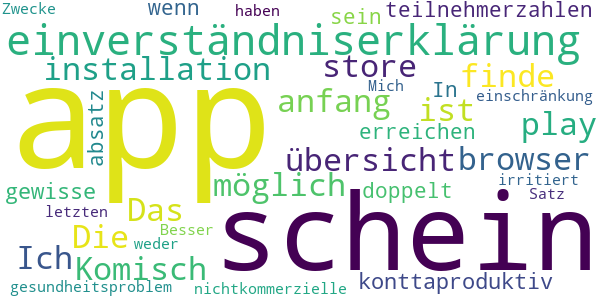 Zwecke wenn haben sein teilnehmerzahlen
einverständniserklärung
installation store finde
app absatz anfang Mich In einschränkung
ist play
erreichen
übersicht browser
gewisse möglich doppelt irritiert
letzten Das schein Satz
Die weder Besser
Ich Komisch konttaproduktiv
gesundheitsproblem nichtkommerzielle